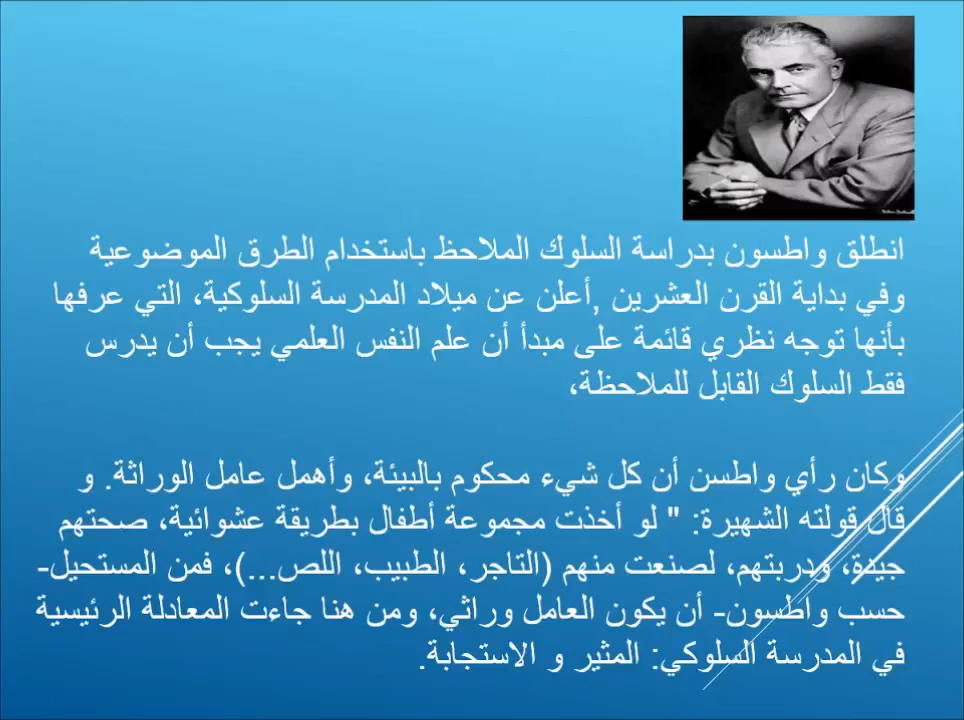 انطلق واطسون بدراسة السلوك الملاحظ باستخدام الطرق الموضوعية
وفي بداية القرن العشرين ,أعلن عن ميلاد المدرسة السلوكية، التي عرفها
بأنها توجه نظري قائمة على مبدأ أن علم النفس العلمي يجب أن يدرس
فقط السلوك القابل للملاحظة،
وكان رأي واطسن أن كل شيء محكوم بالبيئة، وأهمل عامل الوراثة. و
قال قولته الشهيرة: " لو أخذت مجموعة أطفال بطريقة عشوائية، صحتهم
جيدة، ودربتهم، لصنعت منهم (التاجر، الطبيب، اللص...)، فمن المستحيل-
حسب واطسون- أن يكون العامل وراثي، ومن هنا جاءت المعادلة الرئيسية
في المدرسة السلوكي: المثير و الاستجابة.